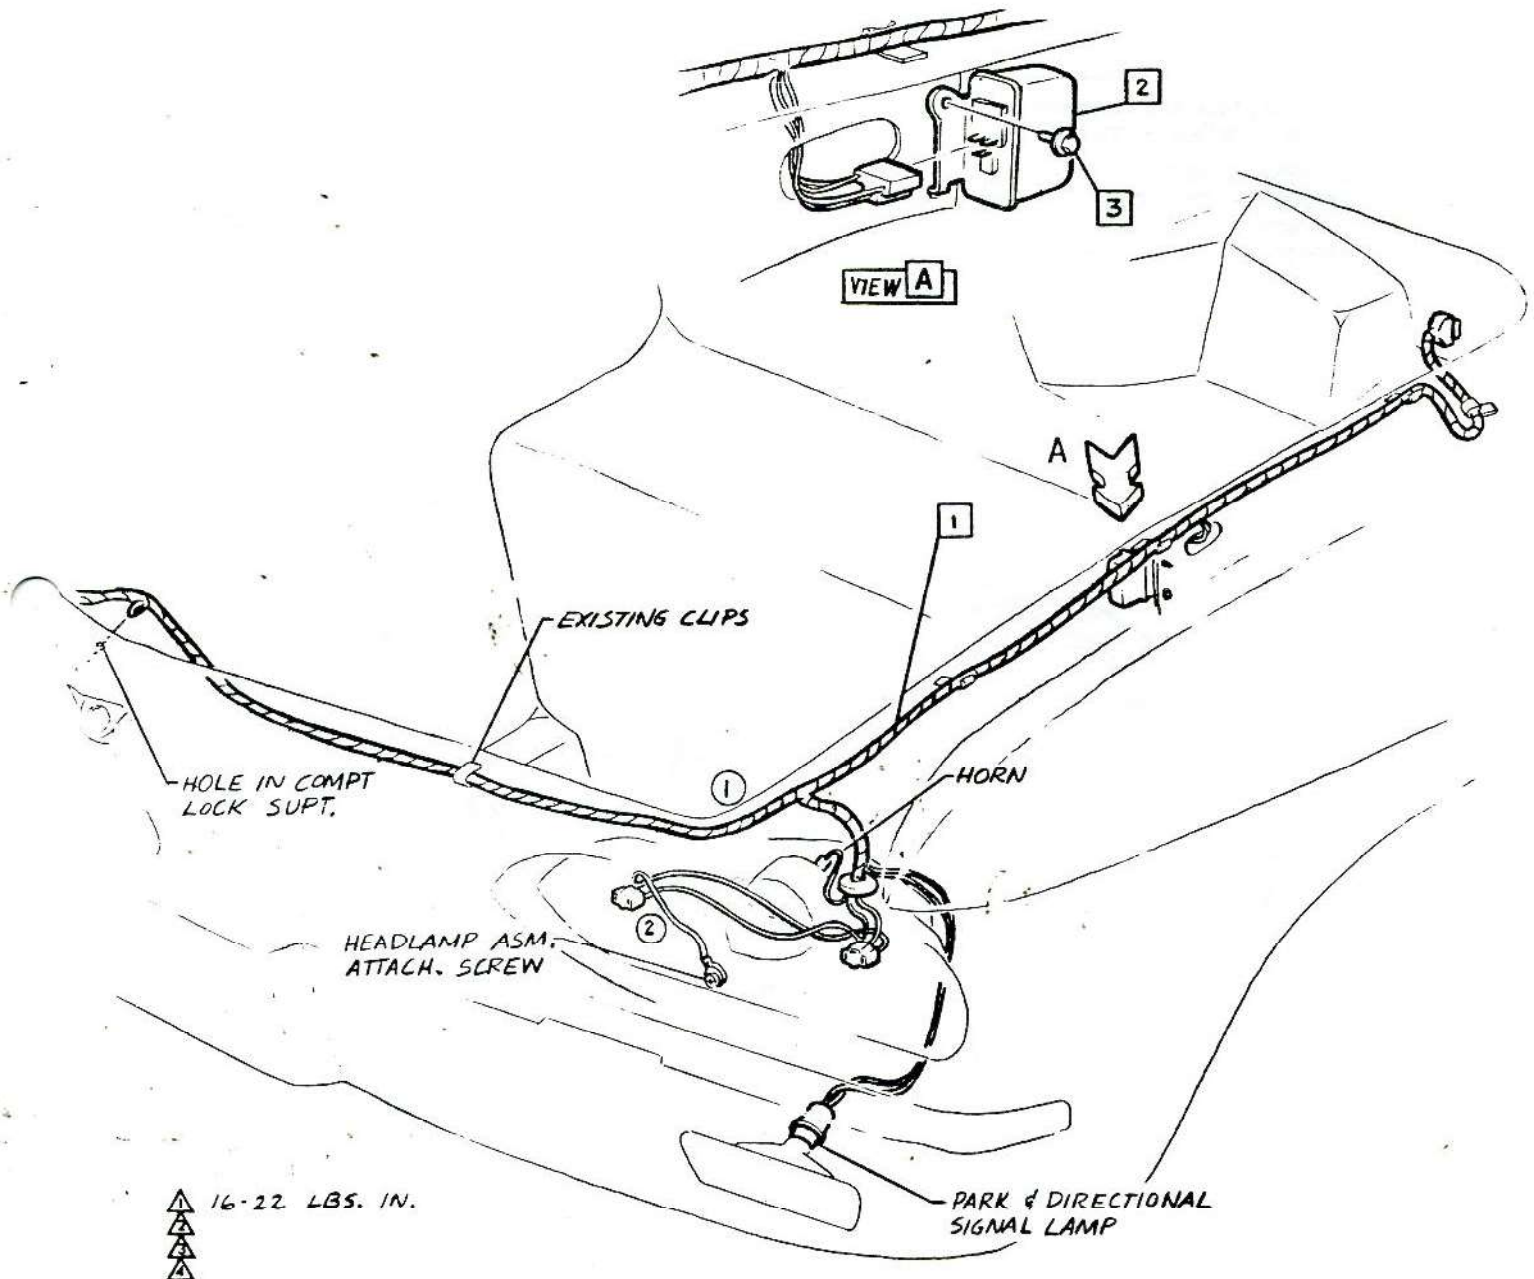 2
3
VIEW A
A
1
EXISTING CLIPS
HOLE IN COMPT
LOCK SUPT.
1
HORN
2
HEADLAMP ASM.
ATTACH. SCREW
1 16-22 LBS. IN.
2
3
4
PARK & DIRECTIONAL
SIGNAL LAMP